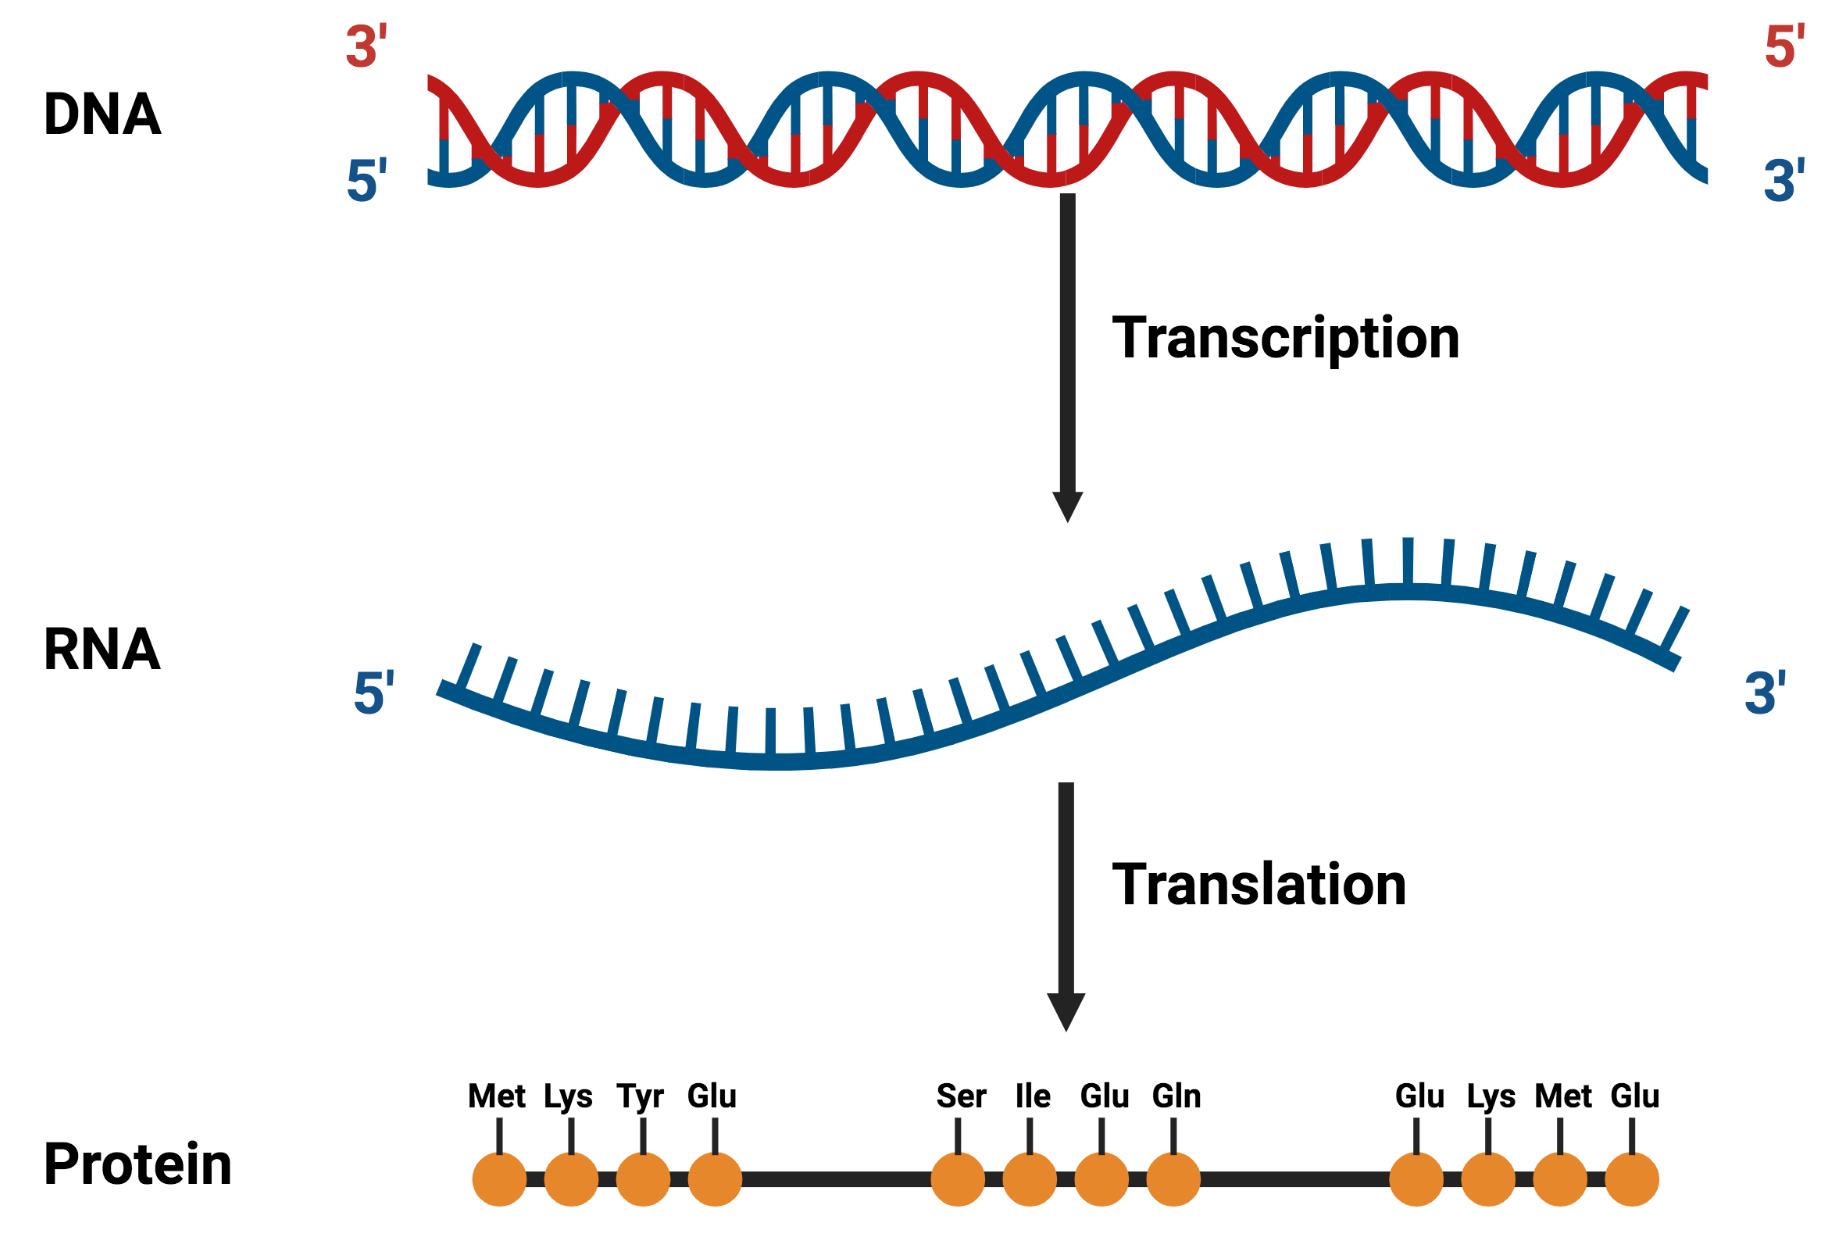 3' 5'
DNA
5' 3'
Transcription
RNA
5' 3'
Translation
Met Lys Tyr Glu Ser Ile Glu Gln Glu Lys Met Glu
Protein